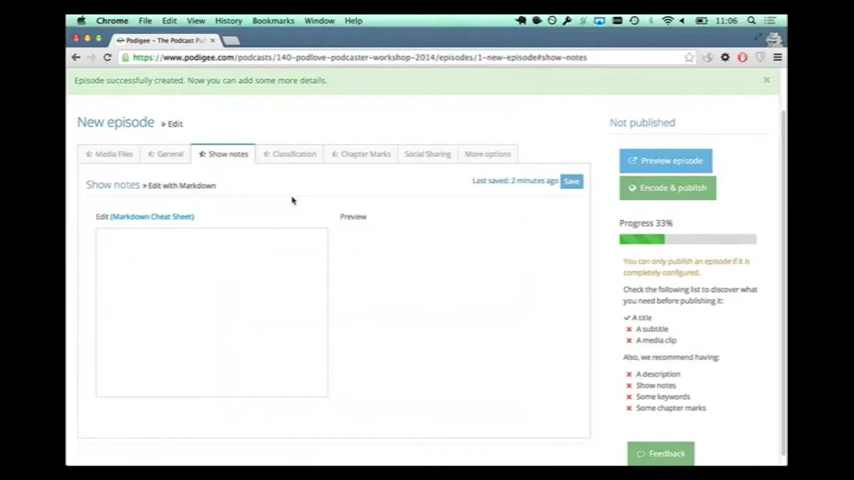 Chrome File Edit View History Bookmarks Window Help 11:06
Podigee – The Podcast Pu
https://www.podigee.com/podcasts/140-podlove-podcaster-workshop-2014/episodes/1-new-episode#show-notes
Episode successfully created. Now you can add some more details. ×
New episode » Edit
Not published
Media Files General Show notes Classification Chapter Marks Social Sharing More options
Preview episode
Show notes » Edit with Markdown
Last saved: 2 minutes ago Save
Encode & publish
Edit (Markdown Cheat Sheet)
Preview
Progress 33%
You can only publish an episode if it is
completely configured.
Check the following list to discover what
you need before publishing it:
A title
A subtitle
A media clip
Also, we recommend having:
A description
Show notes
Some keywords
Some chapter marks
Feedback